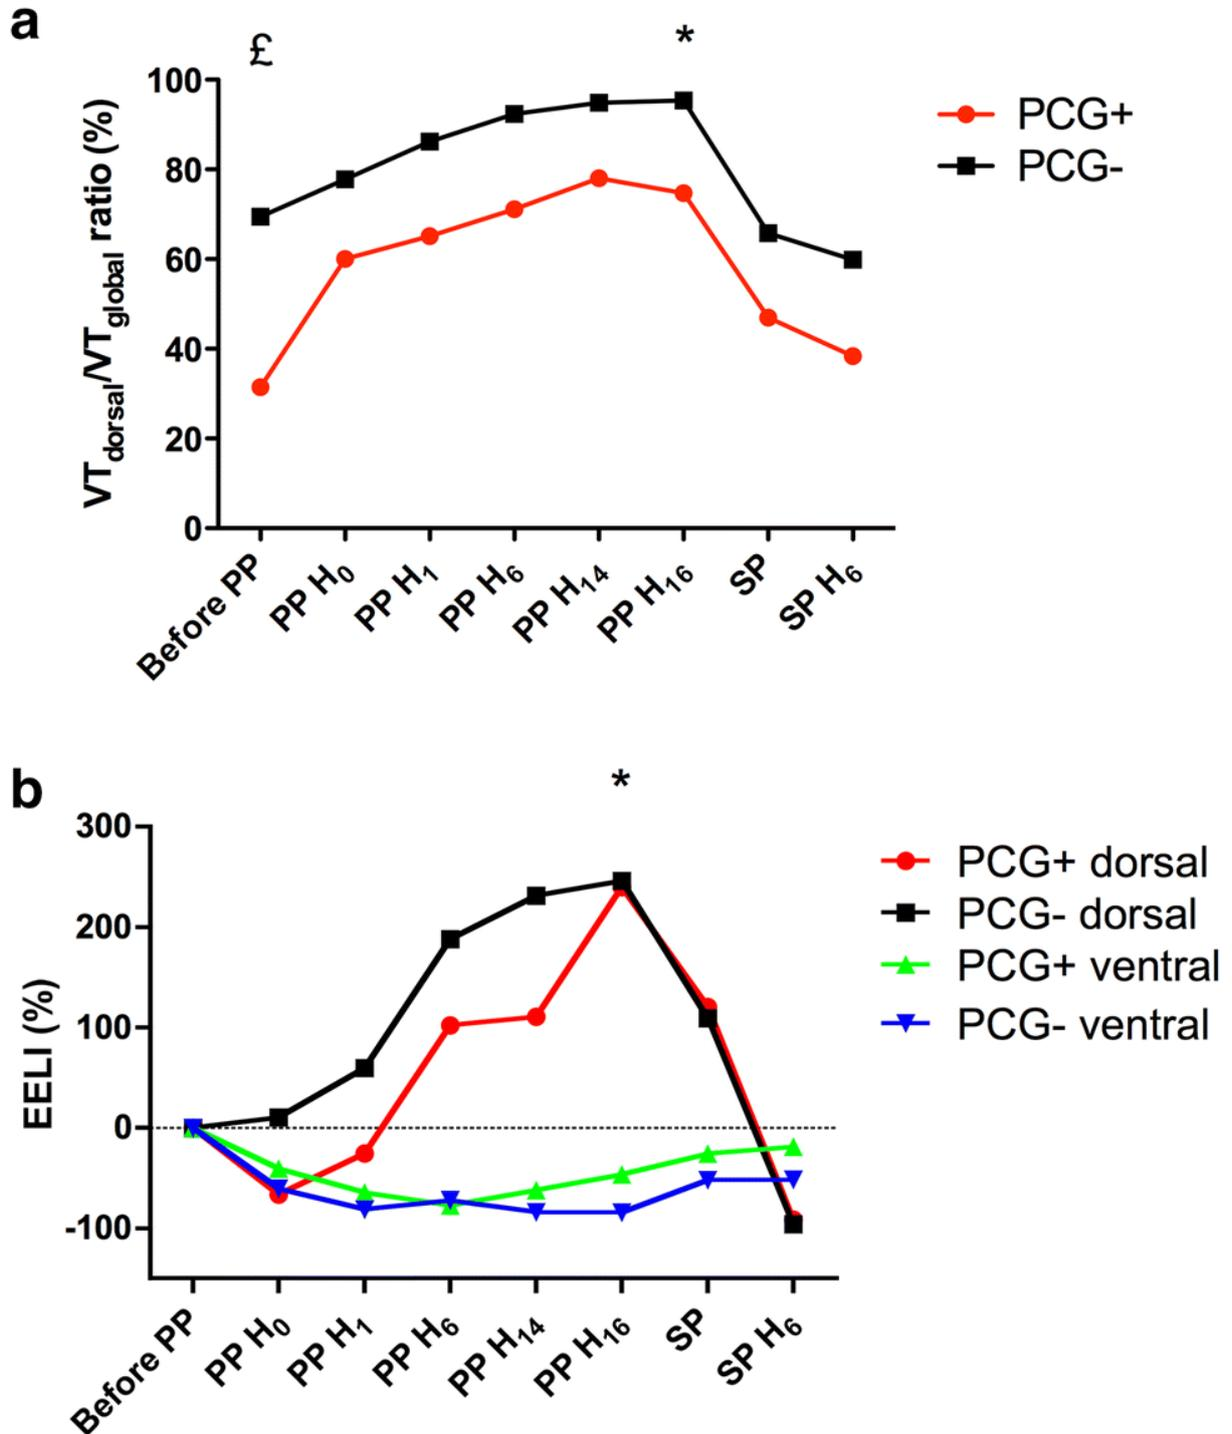 a
£
*
100
80
60
40
20
0
VTdorsal/VTglobal ratio (%)
PCG+
PCG-
Before PP
PP H0
PP H1
PP H6
PP H14
PP H16
SP
SP H6
b
*
300
200
100
0
-100
EELI (%)
PCG+ dorsal
PCG- dorsal
PCG+ ventral
PCG- ventral
Before PP
PP H0
PP H1
PP H6
PP H14
PP H16
SP
SP H6